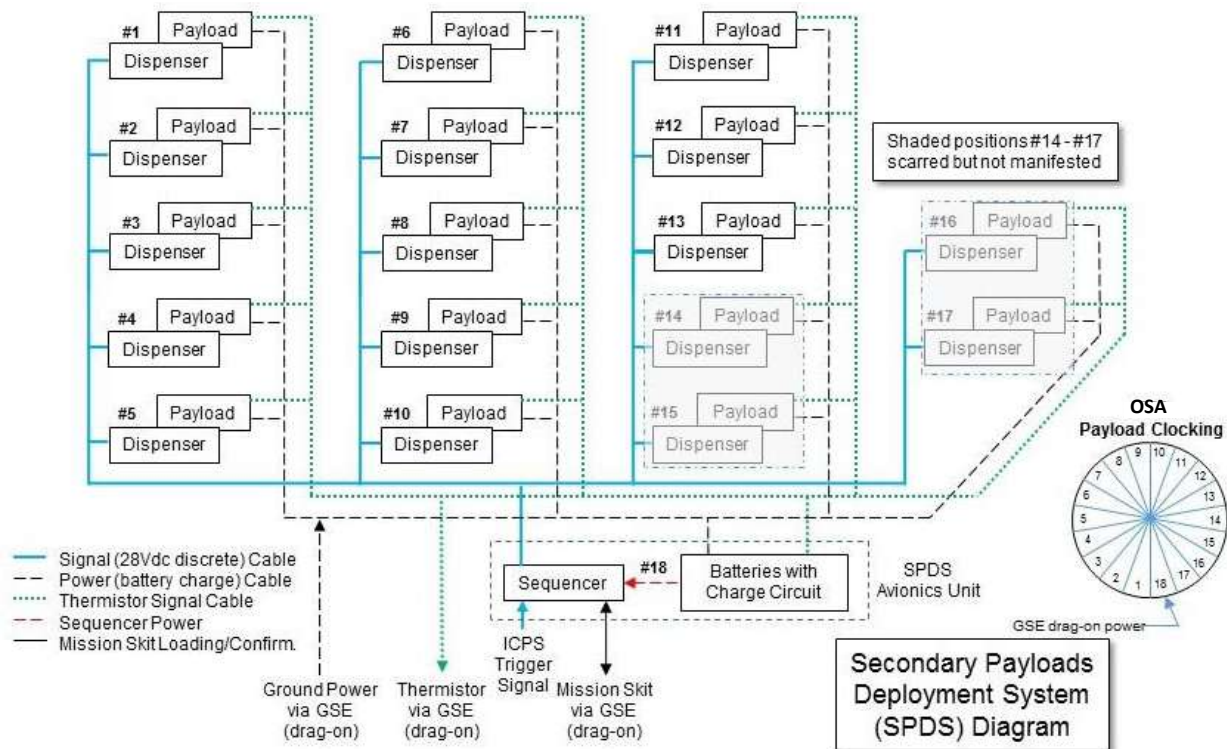 #1
Payload
Dispenser
#2
Payload
Dispenser
#3
Payload
Dispenser
#4
Payload
Dispenser
#5
Payload
Dispenser
#6
Payload
Dispenser
#7
Payload
Dispenser
#8
Payload
Dispenser
#9
Payload
Dispenser
#10
Payload
Dispenser
#11
Payload
Dispenser
#12
Payload
Dispenser
#13
Payload
Dispenser
#14
Payload
Dispenser
#15
Payload
Dispenser
Shaded positions #14 - #17
scarred but not manifested
#16
Payload
Dispenser
#17
Payload
Dispenser
OSA
Payload Clocking
9
10
8
11
7
12
6
13
5
14
4
15
3
16
2
17
1
18
GSE drag-on power
Signal (28Vdc discrete) Cable
Power (battery charge) Cable
Thermistor Signal Cable
Sequencer Power
Mission Skit Loading/Confirm.
Sequencer
#18
Batteries with
Charge Circuit
SPDS
Avionics Unit
Ground Power
via GSE
(drag-on)
Thermistor
via GSE
(drag-on)
ICPS
Trigger
Signal
Mission Skit
via GSE
(drag-on)
Secondary Payloads
Deployment System
(SPDS) Diagram